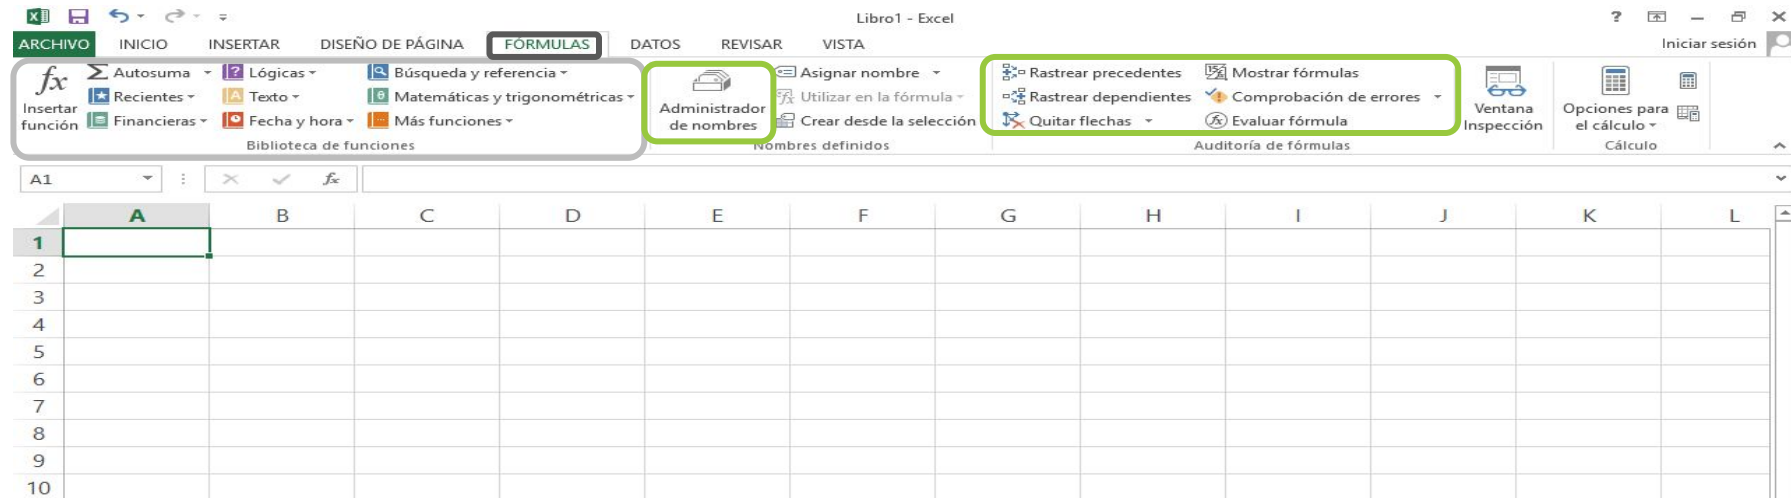 Libro1 - Excel
?
ARCHIVO INICIO INSERTAR DISEÑO DE PÁGINA FÓRMULAS DATOS REVISAR VISTA Iniciar sesión
fx Insertar función
Autosuma
Recientes
Financieras
Lógicas
Texto
Fecha y hora
Búsqueda y referencia
Matemáticas y trigonométricas
Más funciones
Biblioteca de funciones
Administrador
de nombres
Asignar nombre
Utilizar en la fórmula
Crear desde la selección
Nombres definidos
Rastrear precedentes
Rastrear dependientes
Quitar flechas
Mostrar fórmulas
Comprobación de errores
Evaluar fórmula
Auditoría de fórmulas
Ventana
Inspección
Opciones para
el cálculo
Cálculo
A1 fx
A B C D E F G H I J K L
1
2
3
4
5
6
7
8
9
10